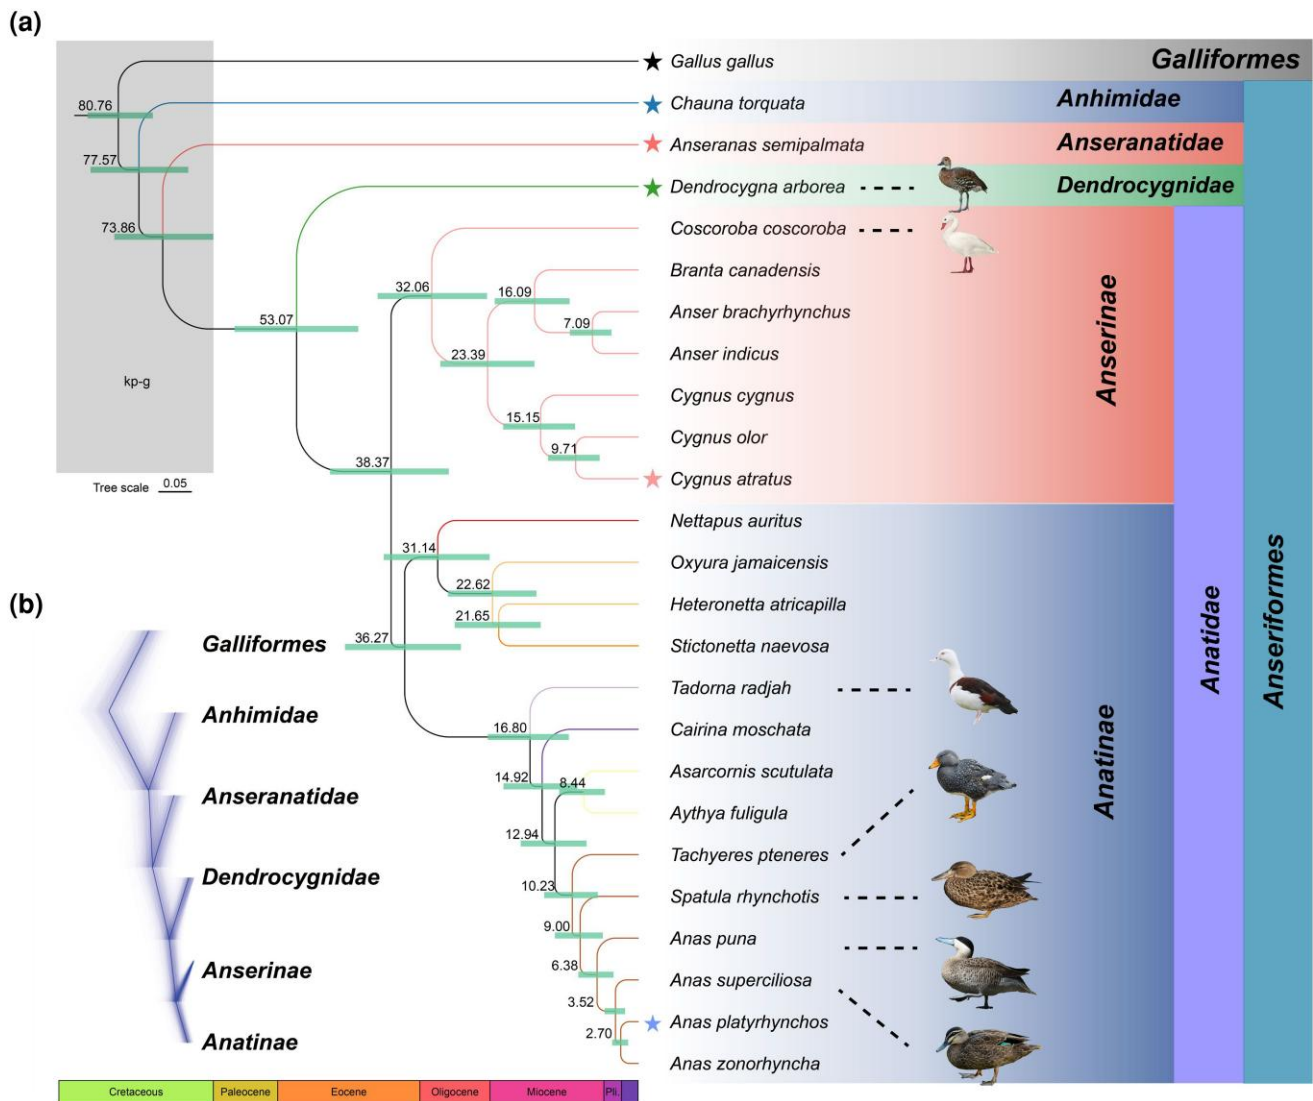 (a)
Gallus gallus
Galliformes
80.76
Chauna torquata
Anhimidae
Anseranas semipalmata
Anseranatidae
77.57
Dendrocygna arborea
Dendrocygnidae
73.86
Coscoroba coscoroba
Branta canadensis
32.06
16.09
Anser brachyrhynchus
53.07
7.09
Anser indicus
23.39
Anserinae
kp-g
Cygnus cygnus
15.15
Cygnus olor
9.71
38.37
Cygnus atratus
Tree scale 0.05
Nettapus auritus
31.14
Oxyura jamaicensis
22.62
Heteronetta atricapilla
21.65
Stictonetta naevosa
36.27
Anatidae
Anseriformes
Tadorna radjah
16.80
Cairina moschata
14.92
8.44
Asarcornis scutulata
Aythya fuligula
Anatinae
12.94
Tachyeres pteneres
10.23
Spatula rhynchotis
9.00
Anas puna
6.38
Anas superciliosa
3.52
Anas platyrhynchos
2.70
Anas zonorhyncha
(b)
Galliformes
Anhimidae
Anseranatidae
Dendrocygnidae
Anserinae
Anatinae
Cretaceous
Paleocene
Eocene
Oligocene
Miocene
Pli.